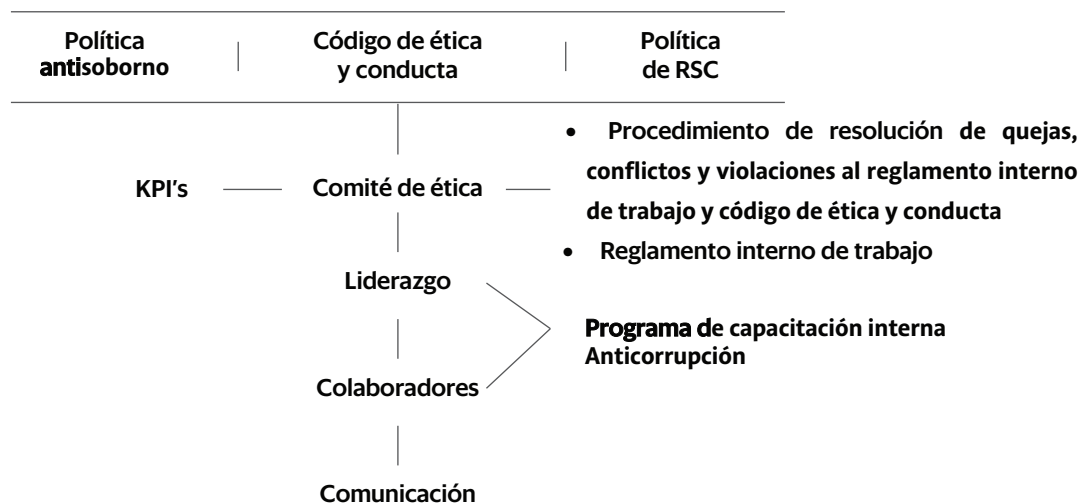 Política
antisoborno
Código de ética
y conducta
Política
de RSC
• Procedimiento de resolución de quejas,
conflictos y violaciones al reglamento interno
de trabajo y código de ética y conducta
• Reglamento interno de trabajo
KPI's
Comité de ética
Liderazgo
Programa de capacitación interna
Anticorrupción
Colaboradores
Comunicación